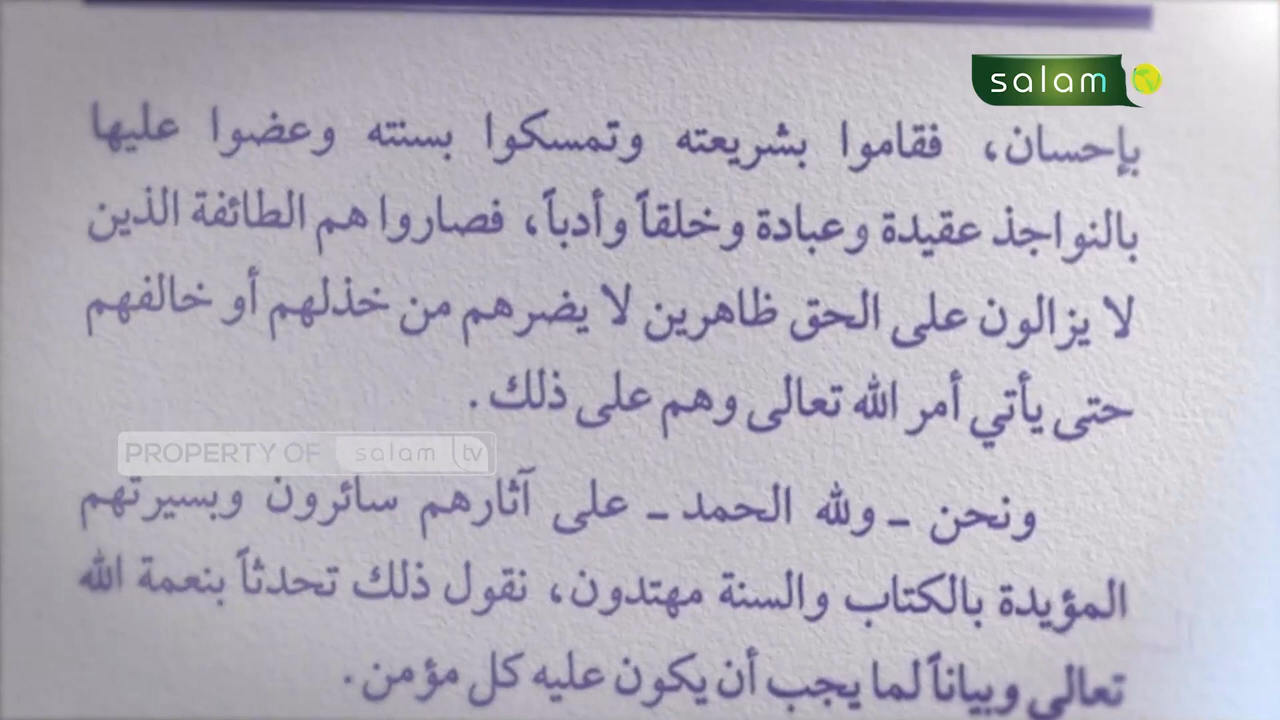 salam
بإحسان، فقاموا بشريعته وتمسكوا بسنته وعضوا عليها
بالنواجذ عقيدة وعبادة وخلقاً وأدباً، فصاروا هم الطائفة الذين
لا يزالون على الحق ظاهرين لا يضرهم من خذلهم أو خالفهم
حتى يأتي أمر الله تعالى وهم على ذلك.
PROPERTY OF salam tv
ونحن ــ ولله الحمد ــ على آثارهم سائرون وبسيرتهم
المؤيدة بالكتاب والسنة مهتدون، نقول ذلك تحدثاً بنعمة الله
تعالى وبياناً لما يجب أن يكون عليه كل مؤمن.